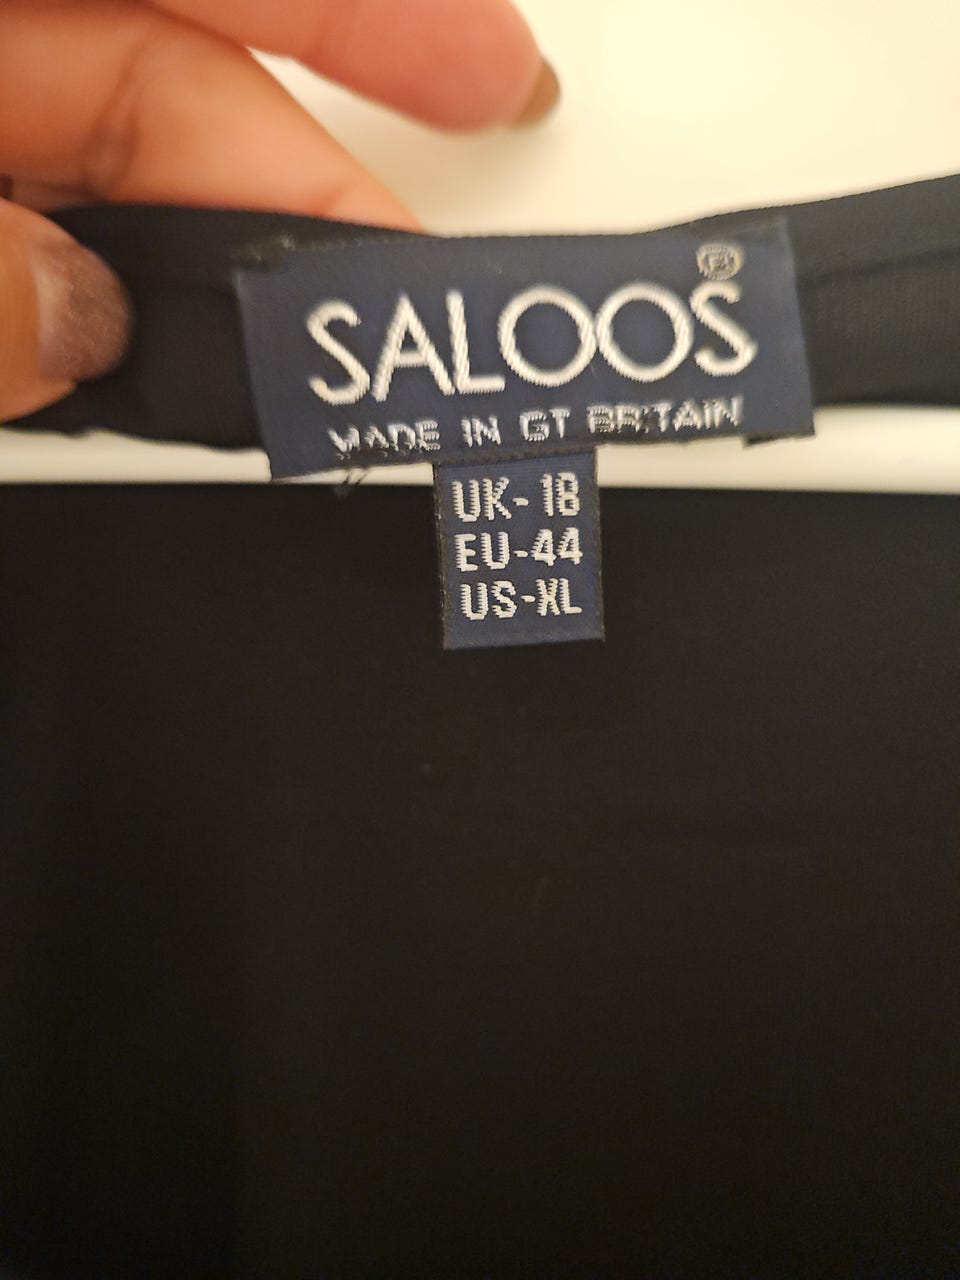 SALOOS®
MADE IN GT BRITAIN
UK-18
EU-44
US-XL